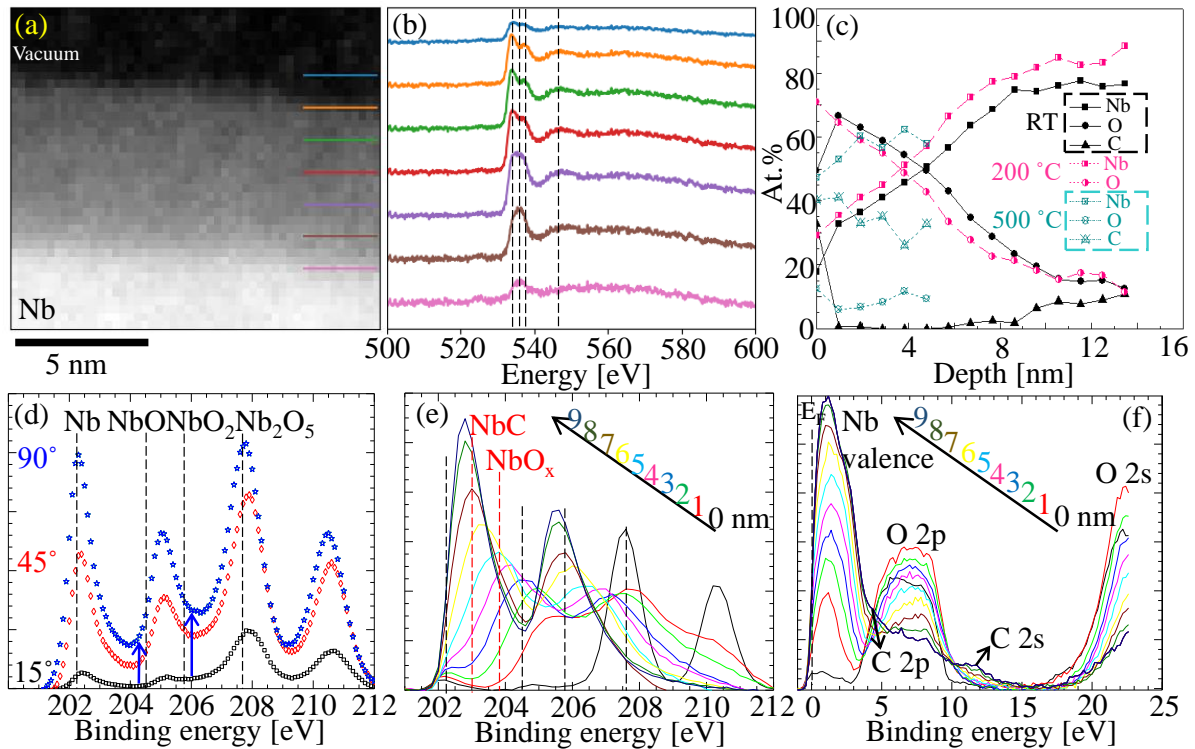 (a)
Vacuum
Nb
5 nm
(b)
500 520 540 560 580 600
Energy [eV]
(c)
At.%
100
80
60
40
20
0
0 4 8 12 16
Depth [nm]
RT
Nb
O
C
200 °C
Nb
O
500 °C
Nb
O
C
(d)
Nb NbO NbO₂ Nb₂O₅
90°
45°
15°
202 204 206 208 210 212
Binding energy [eV]
(e)
NbC
NbOₓ
9 8 7 6 5 4 3 2 1 0 nm
202 204 206 208 210 212
Binding energy [eV]
(f)
E_F
Nb
valence
9 8 7 6 5 4 3 2 1 0 nm
O 2s
O 2p
C 2p
C 2s
0 5 10 15 20 25
Binding energy [eV]